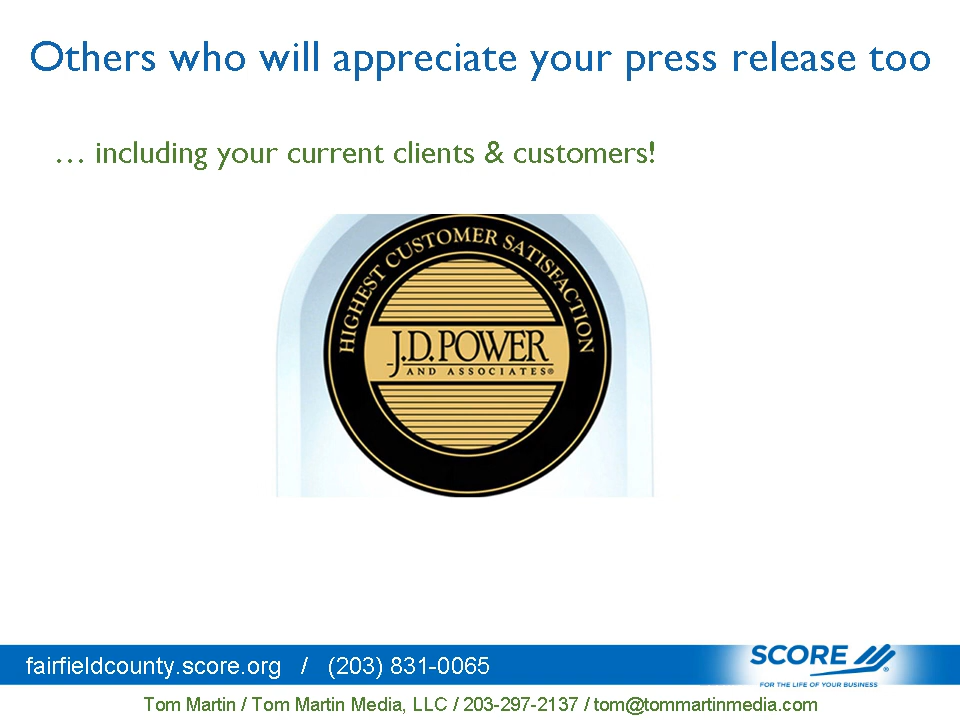 Others who will appreciate your press release too
… including your current clients & customers!
HIGHEST CUSTOMER SATISFACTION
J.D. POWER
AND ASSOCIATES®
fairfieldcounty.score.org / (203) 831-0065
SCORE ®
FOR THE LIFE OF YOUR BUSINESS
Tom Martin / Tom Martin Media, LLC / 203-297-2137 / tom@tommartinmedia.com